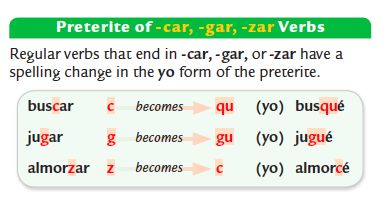 Preterite of -car, -gar, -zar Verbs
Regular verbs that end in -car, -gar, or -zar have a
spelling change in the yo form of the preterite.
buscar c becomes qu (yo) busqué
jugar g becomes gu (yo) jugué
almorzar z becomes c (yo) almorcé